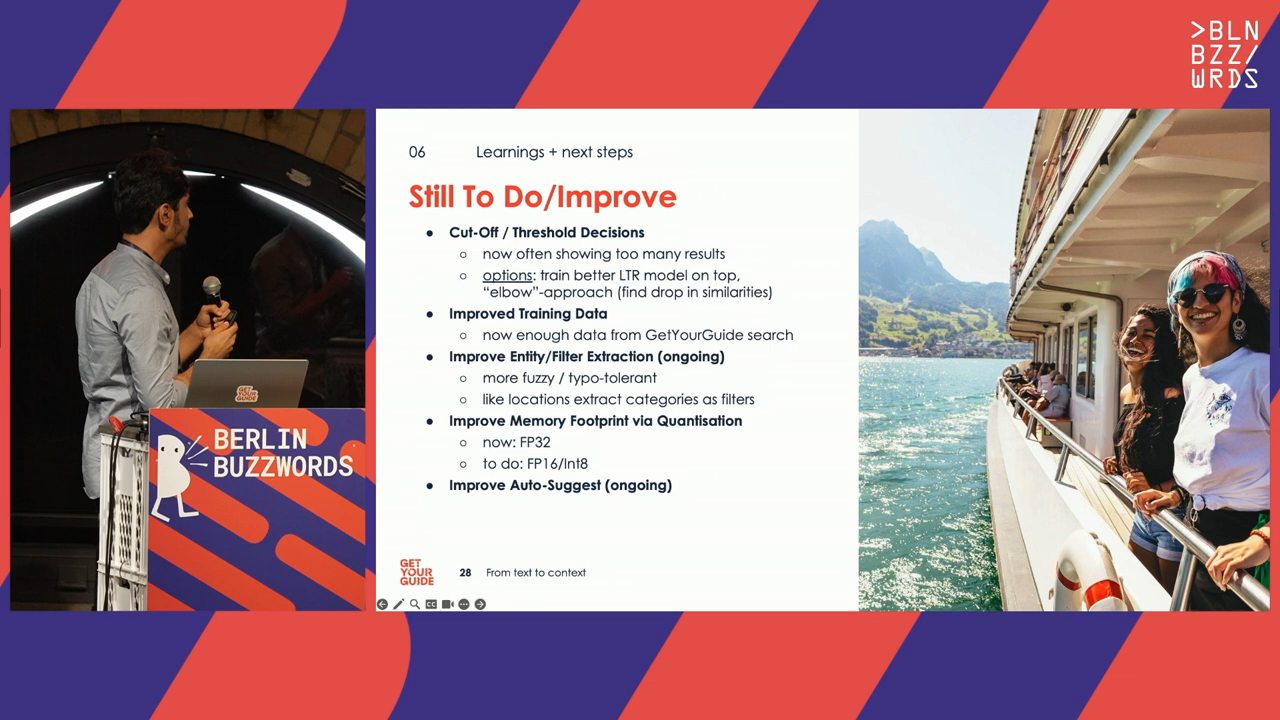 >BLN
BZZ/
WRDS
GET
YOUR
GUIDE
BERLIN
BUZZWORDS
06 Learnings + next steps
Still To Do/Improve
● Cut-Off / Threshold Decisions
○ now often showing too many results
○ options: train better LTR model on top,
“elbow”-approach (find drop in similarities)
● Improved Training Data
○ now enough data from GetYourGuide search
● Improve Entity/Filter Extraction (ongoing)
○ more fuzzy / typo-tolerant
○ like locations extract categories as filters
● Improve Memory Footprint via Quantisation
○ now: FP32
○ to do: FP16/Int8
● Improve Auto-Suggest (ongoing)
GET
YOUR
GUIDE
28 From text to context
CC